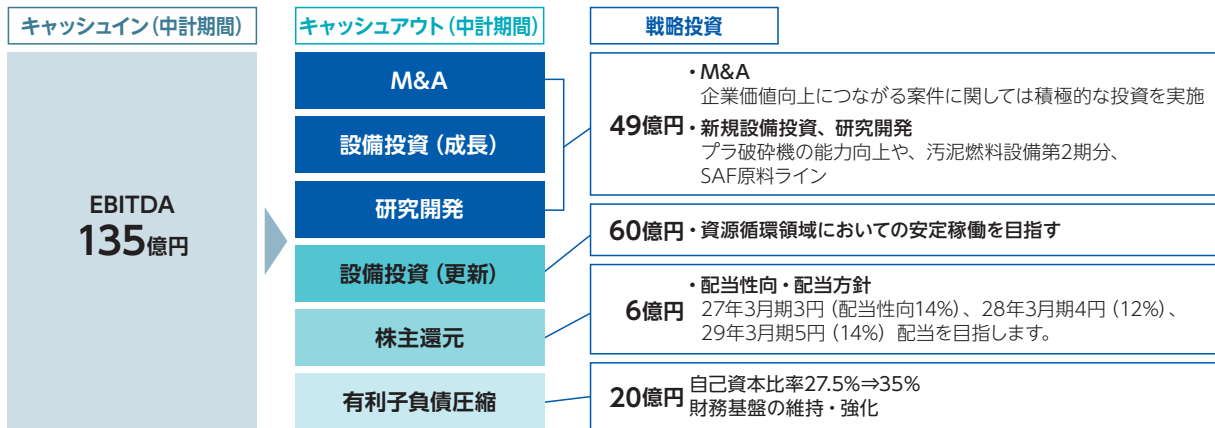 キャッシュイン(中計期間)
キャッシュアウト(中計期間)
戦略投資
EBITDA
135億円
M&A
設備投資(成長)
研究開発
設備投資(更新)
株主還元
有利子負債圧縮
49億円
・M&A
企業価値向上につながる案件に関しては積極的な投資を実施
・新規設備投資、研究開発
プラ破砕機の能力向上や、汚泥燃料設備第2期分、
SAF原料ライン
60億円・資源循環領域においての安定稼働を目指す
6億円
・配当性向・配当方針
27年3月期3円(配当性向14%)、28年3月期4円(12%)、
29年3月期5円(14%)配当を目指します。
20億円
自己資本比率27.5%⇒35%
財務基盤の維持・強化